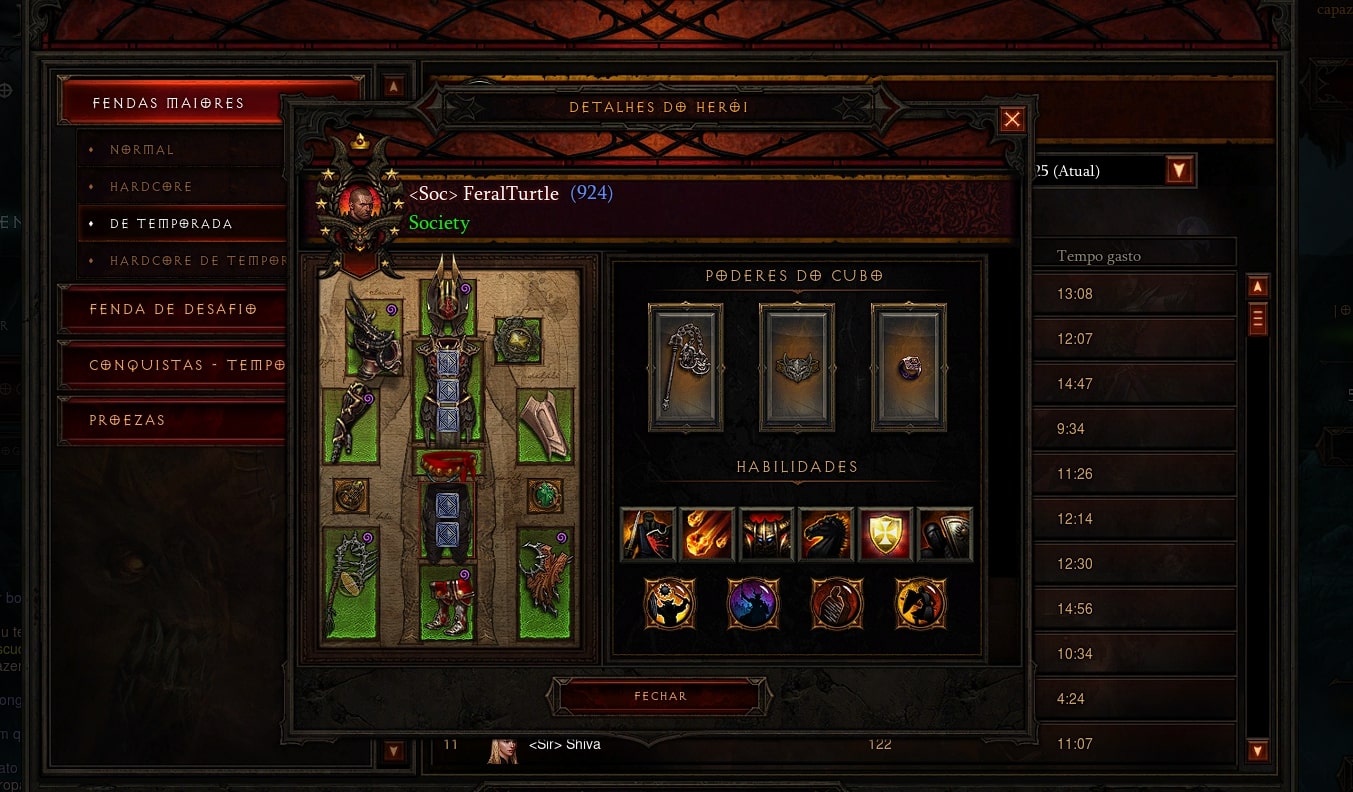 capaz
FENDAS MAIORES
NORMAL
HARDCORE
DE TEMPORADA
HARDCORE DE TEMPOR
FENDA DE DESAFIO
CONQUISTAS - TEMPO
PROEZAS
DETALHES DO HERÓI
<Soc> FeralTurtle (924)
Society
PODERES DO CUBO
HABILIDADES
FECHAR
25 (Atual)
Tempo gasto
13:08
12:07
14:47
9:34
11:26
12:14
12:30
14:56
10:34
4:24
11 <Sir> Shiva 122 11:07